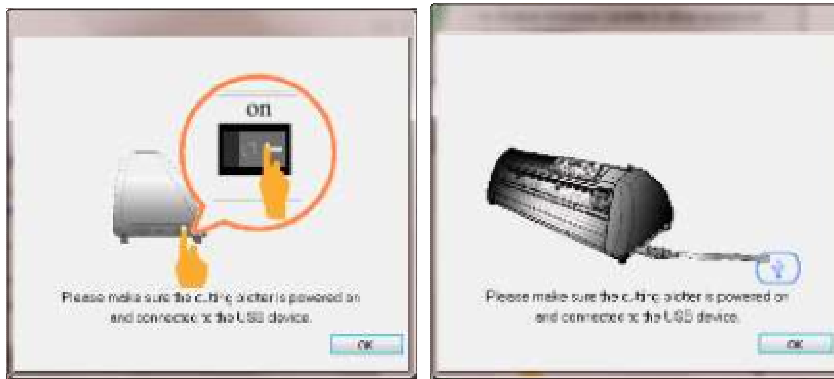 on
Please make sure the cutting plotter is powered on
and connected to the USB device.
OK
Please make sure the cutting plotter is powered on
and connected to the USB device.
OK